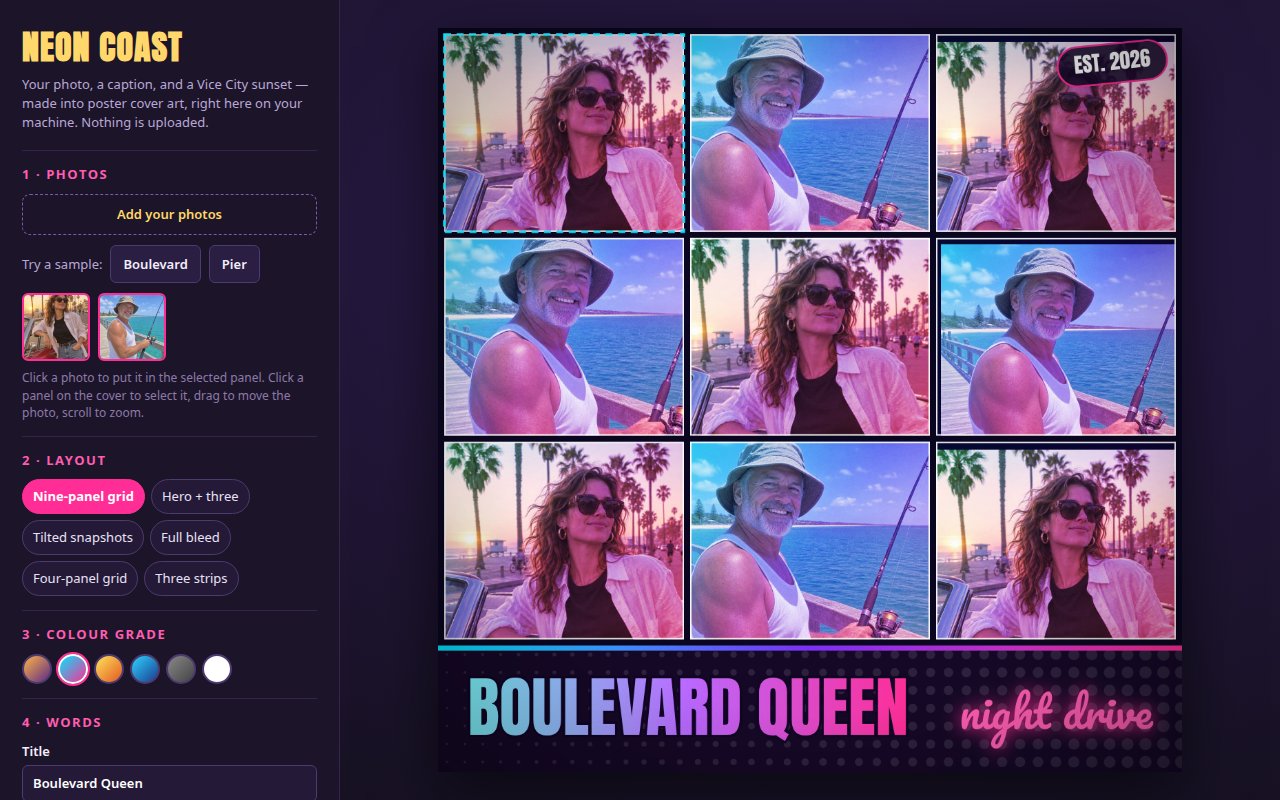 NEON COAST
Your photo, a caption, and a Vice City sunset —
made into poster cover art, right here on your
machine. Nothing is uploaded.
1 · PHOTOS
Add your photos
Try a sample:
Boulevard
Pier
Click a photo to put it in the selected panel. Click a
panel on the cover to select it, drag to move the
photo, scroll to zoom.
2 · LAYOUT
Nine-panel grid
Hero + three
Tilted snapshots
Full bleed
Four-panel grid
Three strips
3 · COLOUR GRADE
4 · WORDS
Title
Boulevard Queen
EST. 2026
BOULEVARD QUEEN
night drive